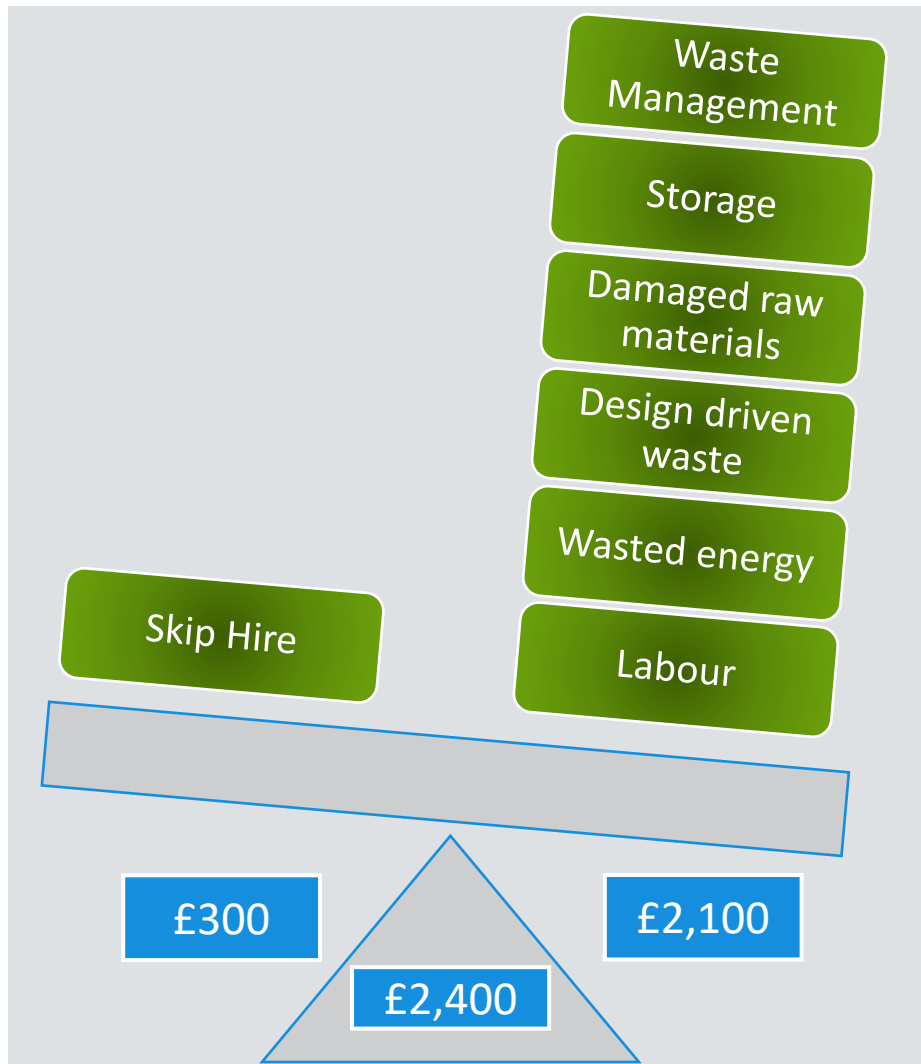 Waste
Management
Storage
Damaged raw
materials
Design driven
waste
Wasted energy
Labour
Skip Hire
£300
£2,100
£2,400